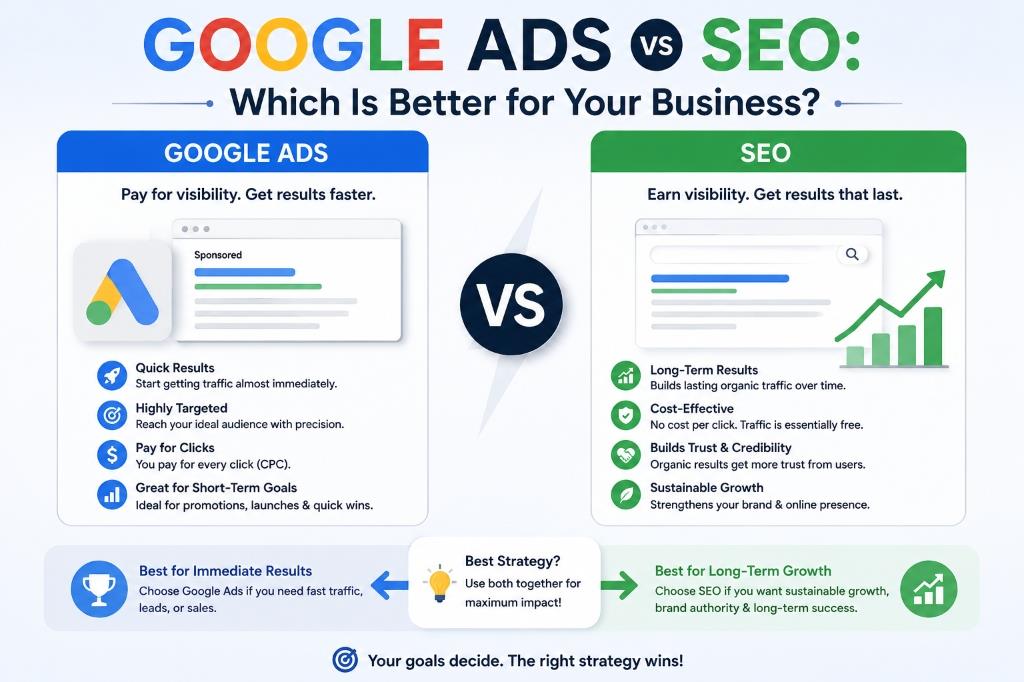 GOOGLE ADS VS SEO:
Which Is Better for Your Business?
GOOGLE ADS
Pay for visibility. Get results faster.
Sponsored
Quick Results
Start getting traffic almost immediately.
Highly Targeted
Reach your ideal audience with precision.
$
Pay for Clicks
You pay for every click (CPC).
Great for Short-Term Goals
Ideal for promotions, launches & quick wins.
VS
SEO
Earn visibility. Get results that last.
Long-Term Results
Builds lasting organic traffic over time.
Cost-Effective
No cost per click. Traffic is essentially free.
Builds Trust & Credibility
Organic results get more trust from users.
Sustainable Growth
Strengthens your brand & online presence.
Best for Immediate Results
Choose Google Ads if you need fast traffic,
leads, or sales.
Best Strategy?
Use both together for
maximum impact!
Best for Long-Term Growth
Choose SEO if you want sustainable growth,
brand authority & long-term success.
Your goals decide. The right strategy wins!